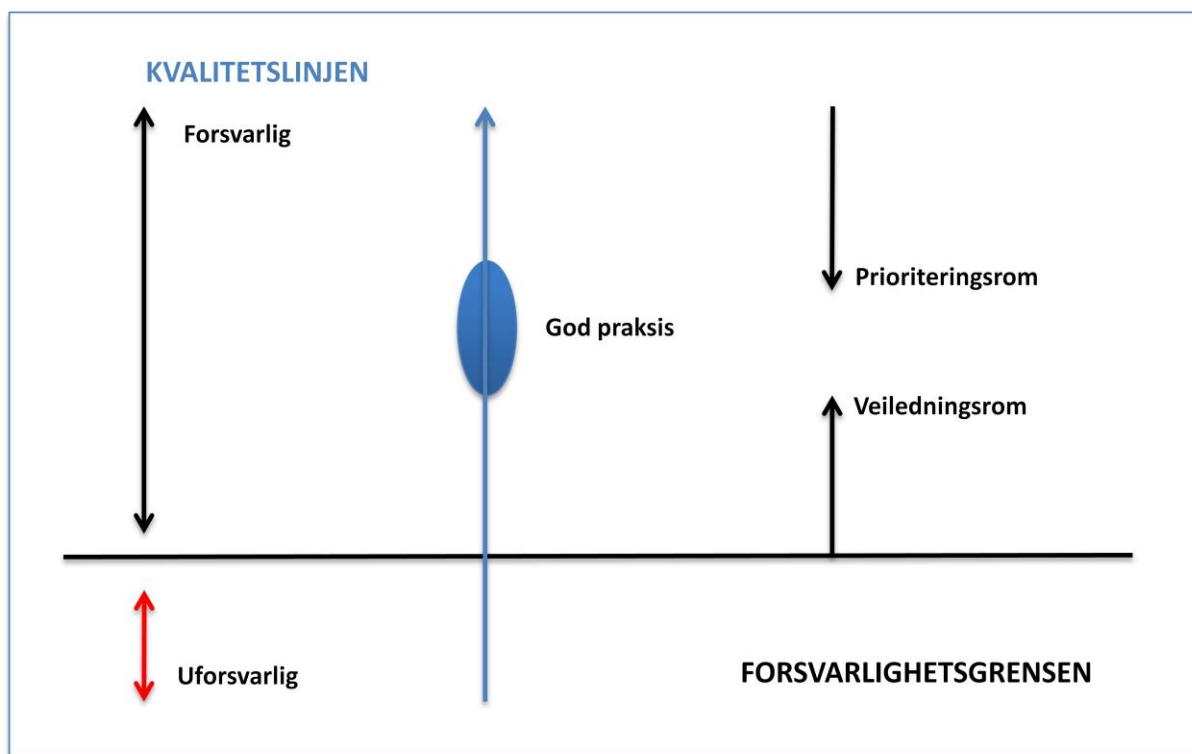 KVALITETSLINJEN
Forsvarlig
Prioriteringsrom
God praksis
Veiledningsrom
Uforsvarlig
FORSVARLIGHETSGRENSEN